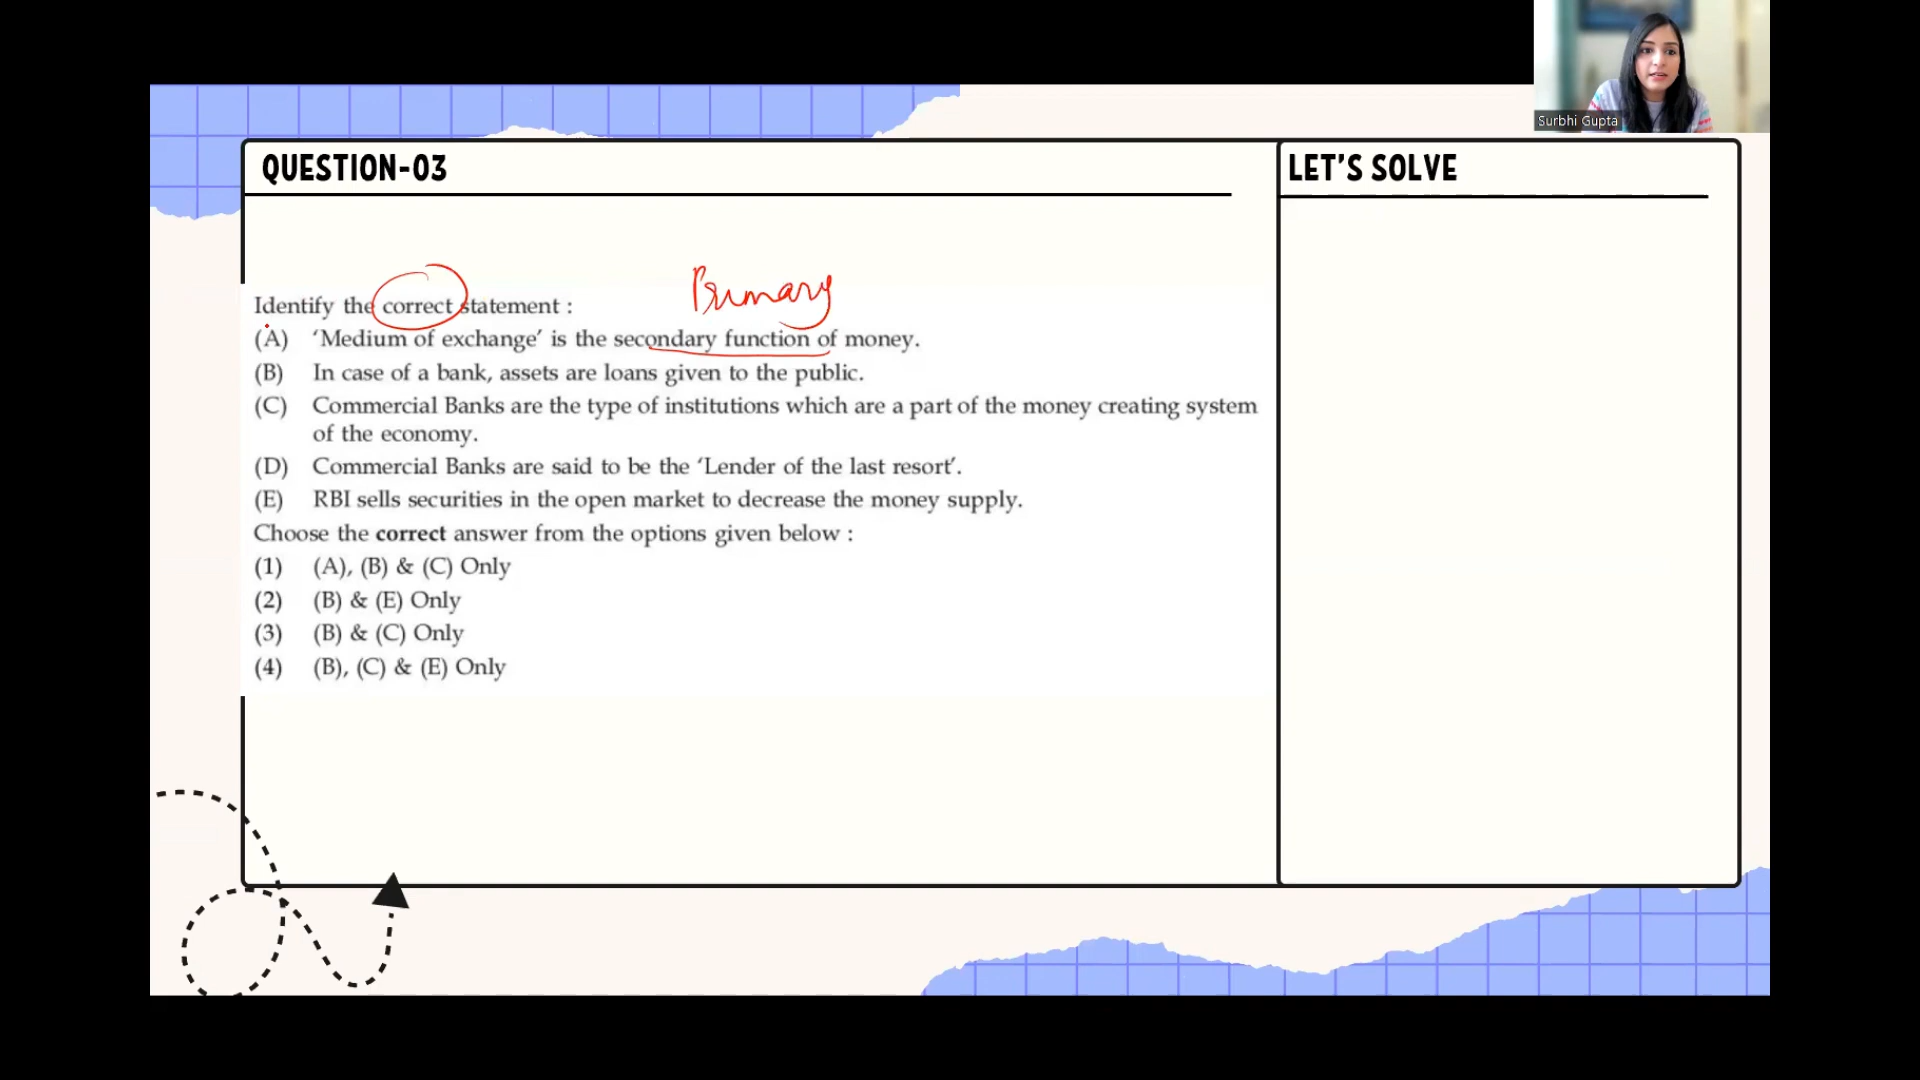 Surbhi Gupta
QUESTION-03
LET'S SOLVE
Primary
Identify the correct statement :
(A) 'Medium of exchange' is the secondary function of money.
(B) In case of a bank, assets are loans given to the public.
(C) Commercial Banks are the type of institutions which are a part of the money creating system
of the economy.
(D) Commercial Banks are said to be the 'Lender of the last resort'.
(E) RBI sells securities in the open market to decrease the money supply.
Choose the correct answer from the options given below :
(1) (A), (B) & (C) Only
(2) (B) & (E) Only
(3) (B) & (C) Only
(4) (B), (C) & (E) Only